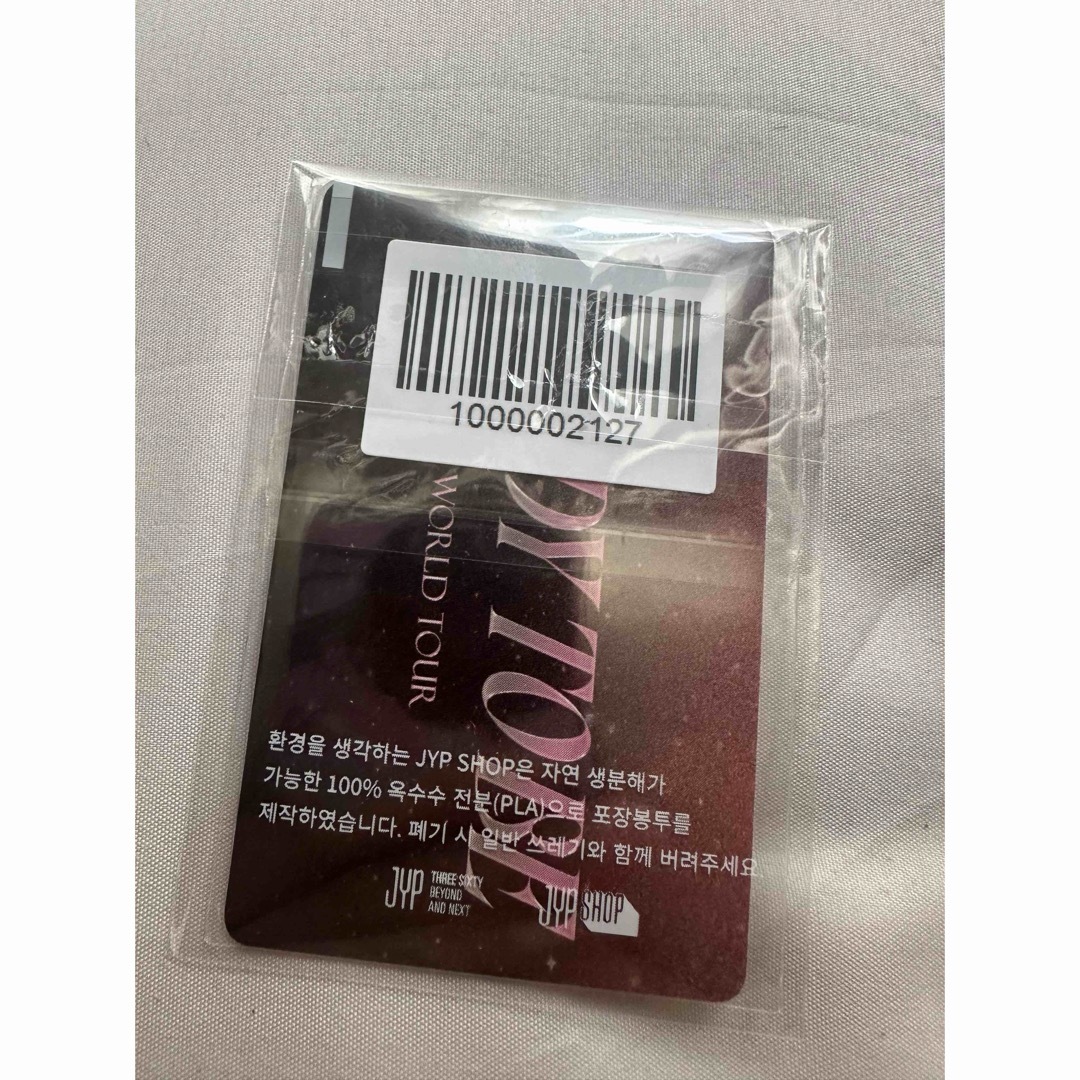 1000002127
DY TO BE
WORLD TOUR
환경을 생각하는 JYP SHOP은 자연 생분해가
가능한 100% 옥수수 전분(PLA)으로 포장봉투를
제작하였습니다. 폐기 시 일반 쓰레기와 함께 버려주세요.
JYP THREE SIXTY
BEYOND
AND NEXT
JYP SHOP